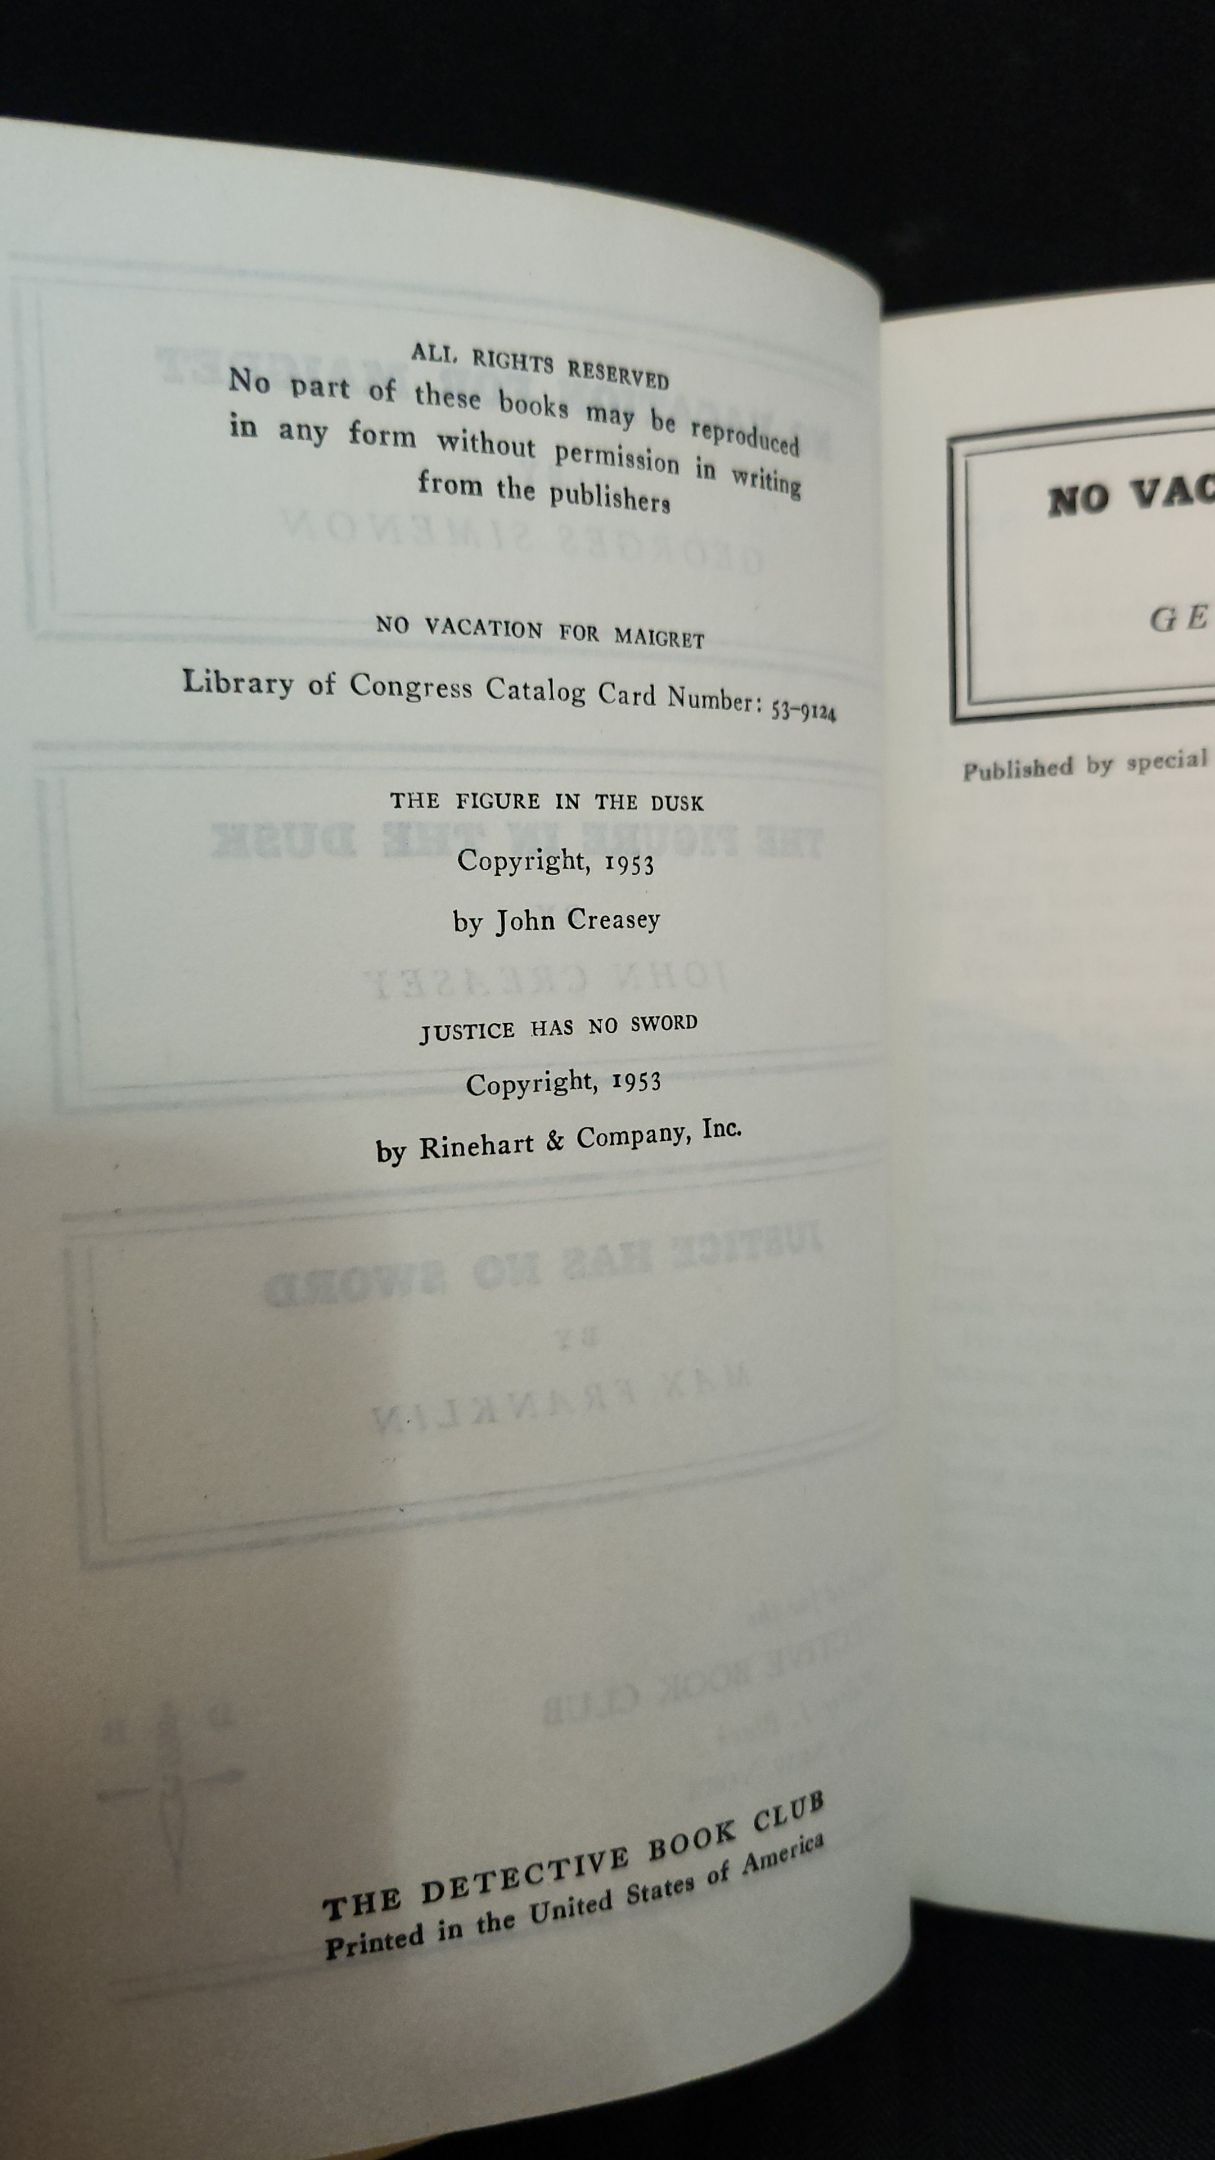 ALL RIGHTS RESERVED
No part of these books may be reproduced
in any form without permission in writing
from the publishers
NO VACATION FOR MAIGRET
Library of Congress Catalog Card Number: 53-9124
THE FIGURE IN THE DUSK
Copyright, 1953
by John Creasey
JUSTICE HAS NO SWORD
Copyright, 1953
by Rinehart & Company, Inc.
THE DETECTIVE BOOK CLUB
Printed in the United States of America
NO VAC
GE
Published by special